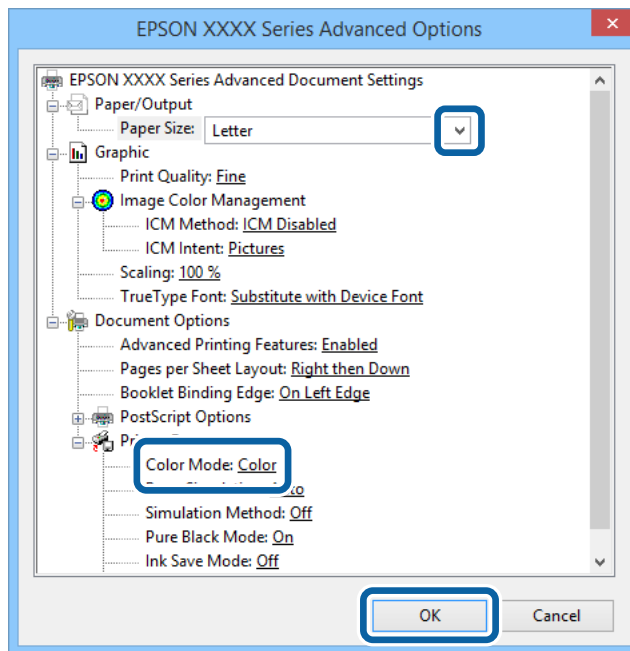 EPSON XXXX Series Advanced Options
EPSON XXXX Series Advanced Document Settings
Paper/Output
Paper Size: Letter
Graphic
Print Quality: Fine
Image Color Management
ICM Method: ICM Disabled
ICM Intent: Pictures
Scaling: 100 %
TrueType Font: Substitute with Device Font
Document Options
Advanced Printing Features: Enabled
Pages per Sheet Layout: Right then Down
Booklet Binding Edge: On Left Edge
PostScript Options
Color Mode: Color
Simulation Method: Off
Pure Black Mode: On
Ink Save Mode: Off
OK Cancel